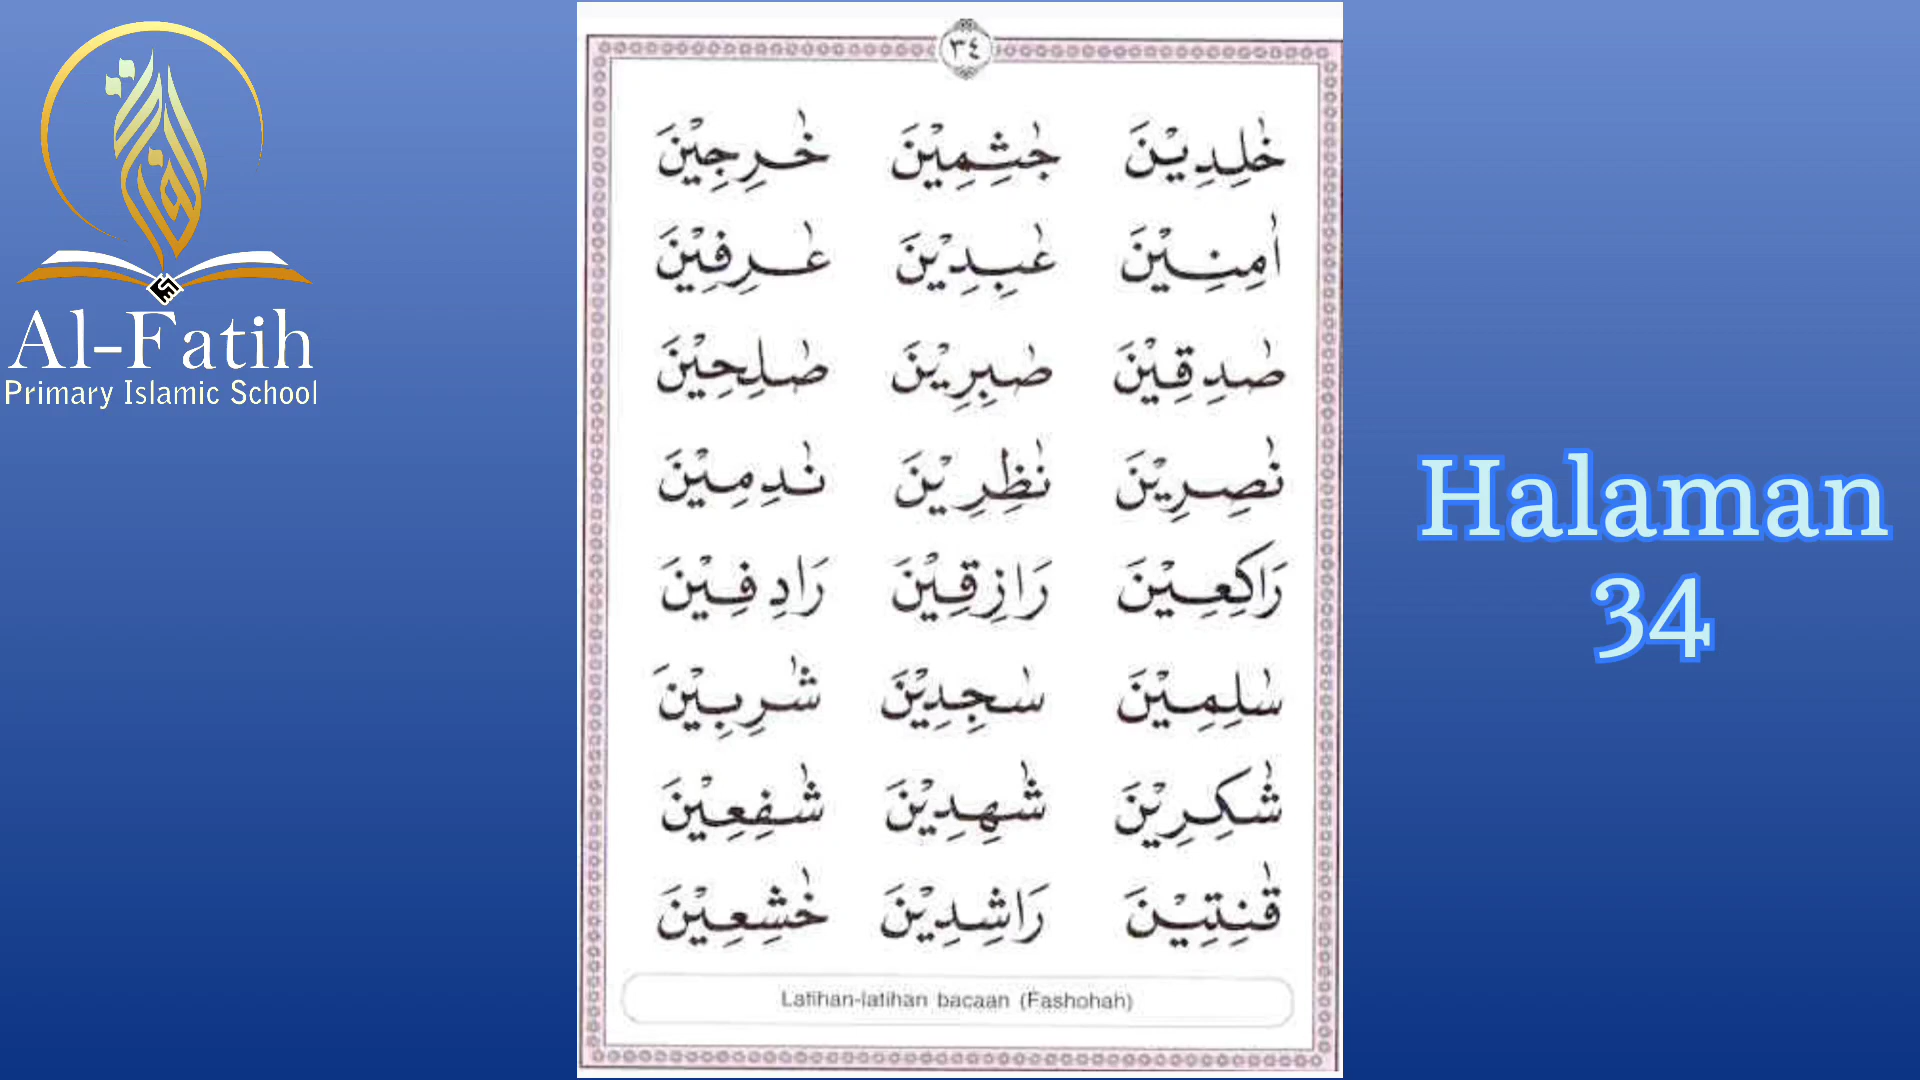 Al-Fatih
Primary Islamic School
٣٤
خٰلِدِيْنَ جٰثِمِيْنَ خٰرِجِيْنَ
اٰمِنِيْنَ عٰبِدِيْنَ عٰرِفِيْنَ
صٰدِقِيْنَ صٰبِرِيْنَ صٰلِحِيْنَ
نٰصِرِيْنَ نٰظِرِيْنَ نٰدِمِيْنَ
رَاكِعِيْنَ رَازِقِيْنَ رَادِفِيْنَ
سٰلِمِيْنَ سٰجِدِيْنَ شٰرِبِيْنَ
شٰكِرِيْنَ شٰهِدِيْنَ شٰفِعِيْنَ
قٰنِتِيْنَ رَاشِدِيْنَ خٰشِعِيْنَ
Latihan-latihan bacaan (Fashohah)
Halaman
34